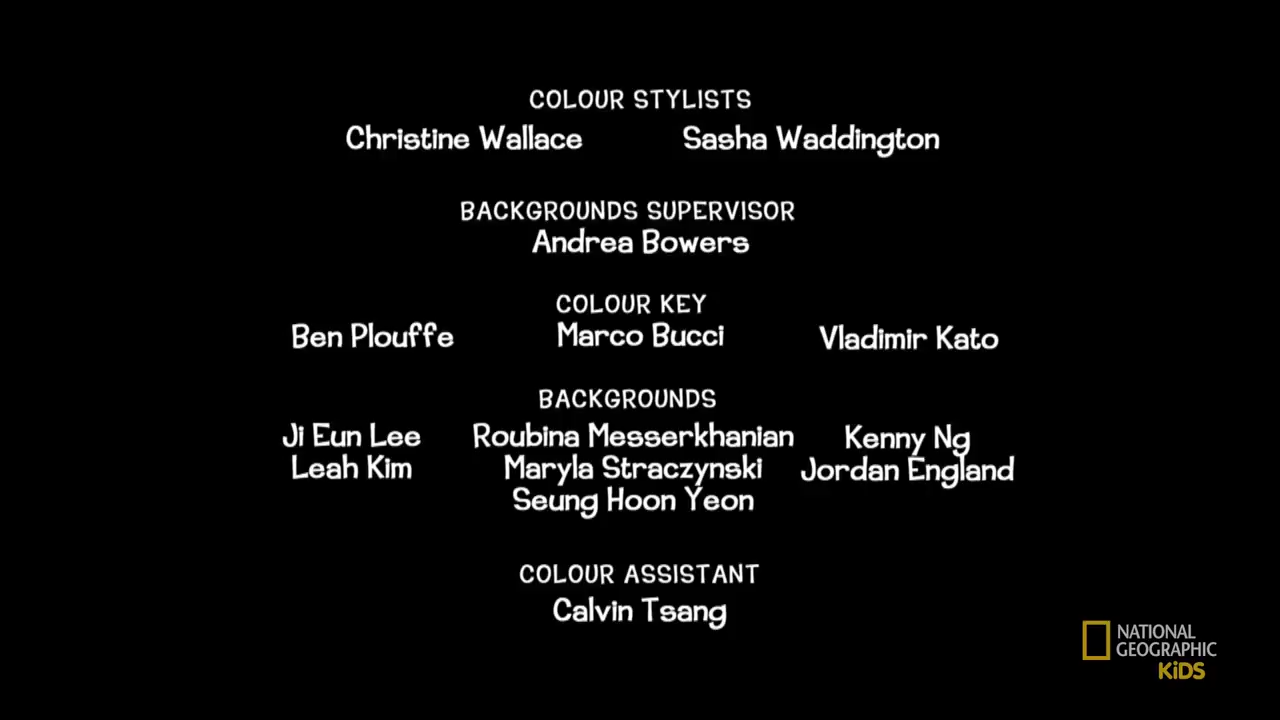 COLOUR STYLISTS
Christine Wallace Sasha Waddington
BACKGROUNDS SUPERVISOR
Andrea Bowers
COLOUR KEY
Ben Plouffe Marco Bucci Vladimir Kato
BACKGROUNDS
Ji Eun Lee Roubina Messerkhanian Kenny Ng
Leah Kim Maryla Straczynski Jordan England
Seung Hoon Yeon
COLOUR ASSISTANT
Calvin Tsang
NATIONAL
GEOGRAPHIC
KiDS